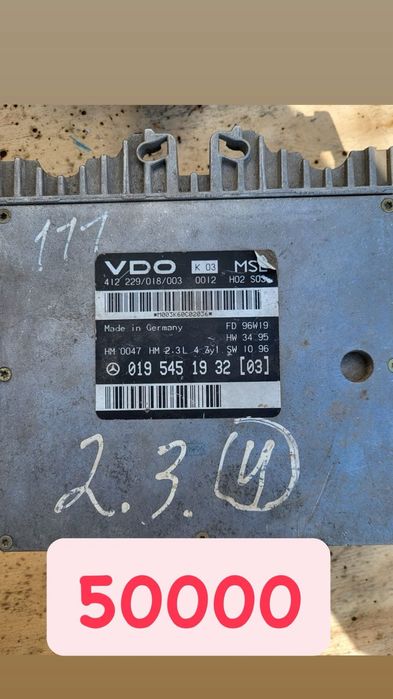 111
VDO K 03 MSE
412 229/018/003 0012 H02 S03
*M003K60C02036*
Made in Germany FD 96W19
HW 34.95
HM 0047 HM 2.3L 4 Zyl SW 10 96
019 545 19 32 [03]
2.3. 4
50000